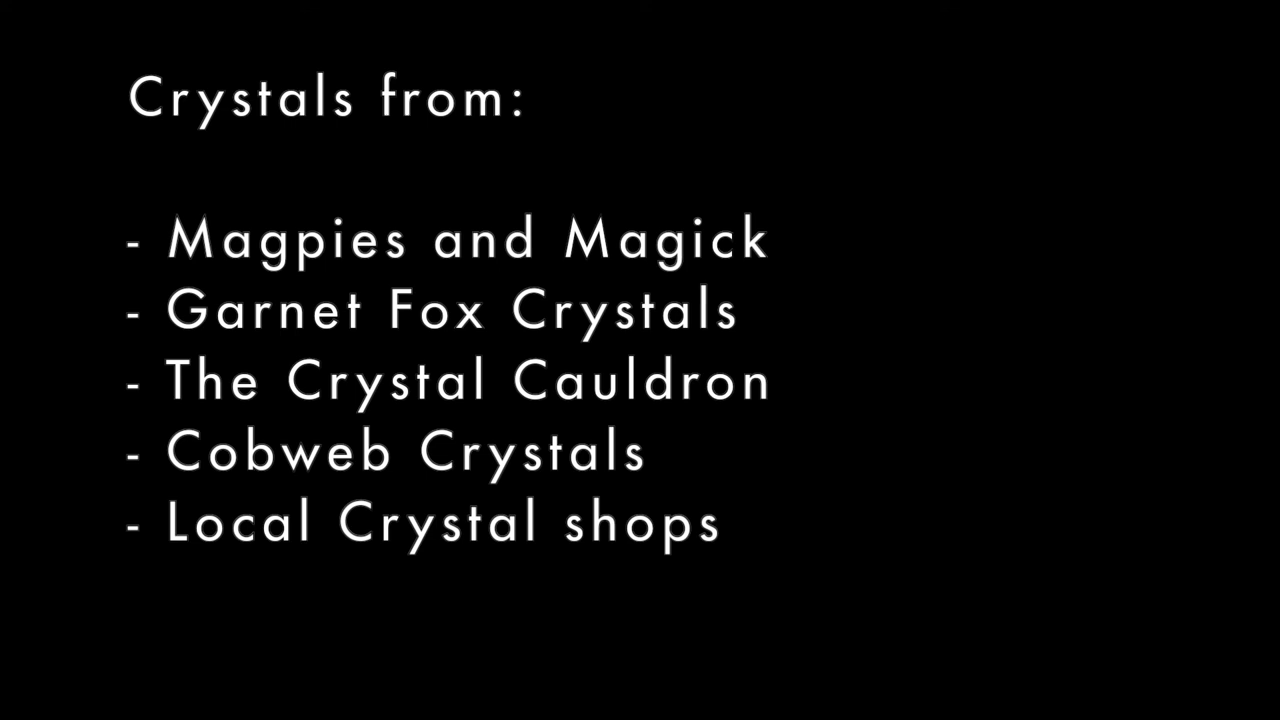 Crystals from:
- Magpies and Magick
- Garnet Fox Crystals
- The Crystal Cauldron
- Cobweb Crystals
- Local Crystal shops